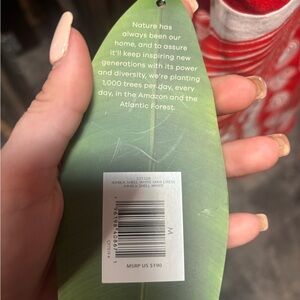 Nature has
always been our
home, and to assure
it'll keep inspiring new
generations with its power
and diversity, we're planting
1,000 trees per day, every
day, in the Amazon and the
Atlantic Forest.
M
MSRP US $190